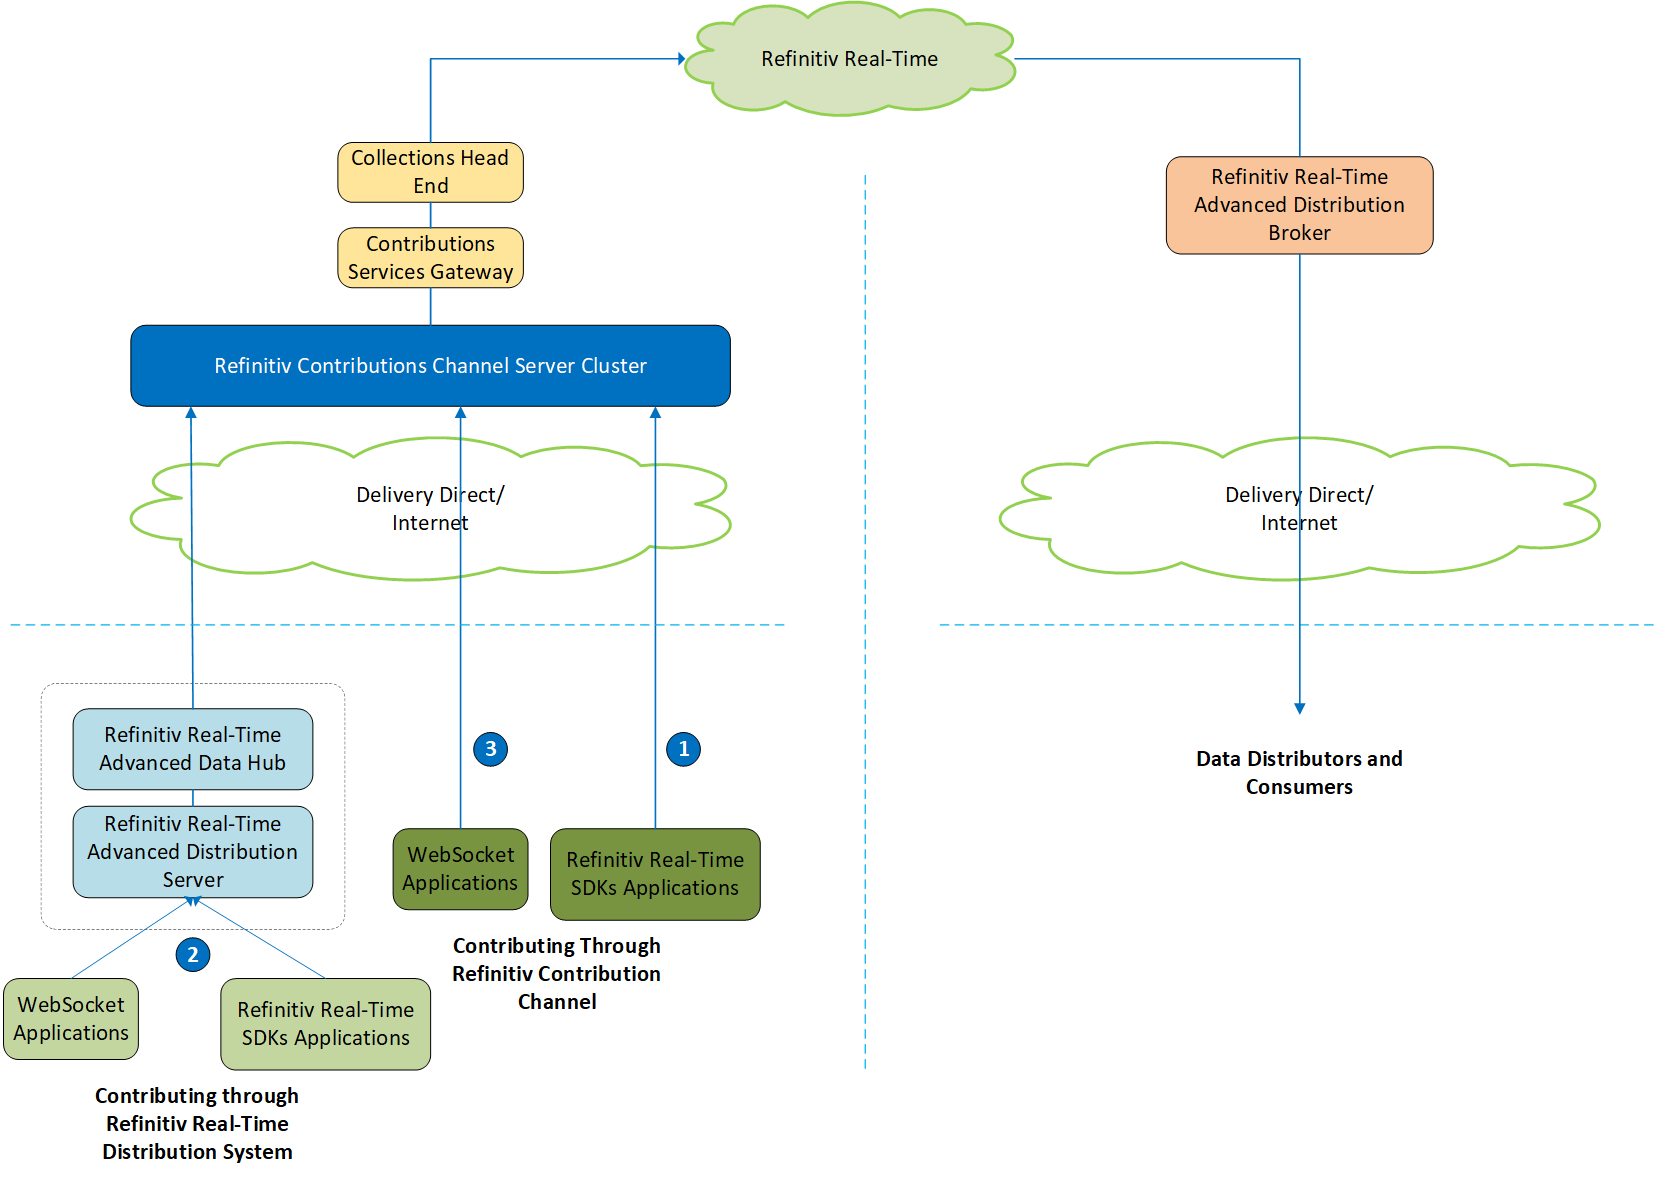 Refinitiv Real-Time
Collections Head
End
Contributions
Services Gateway
Refinitiv Real-Time
Advanced Distribution
Broker
Refinitiv Contributions Channel Server Cluster
Delivery Direct/
Internet
Delivery Direct/
Internet
Refinitiv Real-Time
Advanced Data Hub
3
1
Data Distributors and
Consumers
Refinitiv Real-Time
Advanced Distribution
Server
WebSocket
Applications
Refinitiv Real-Time
SDKs Applications
Contributing Through
Refinitiv Contribution
Channel
2
WebSocket
Applications
Refinitiv Real-Time
SDKs Applications
Contributing through
Refinitiv Real-Time
Distribution System